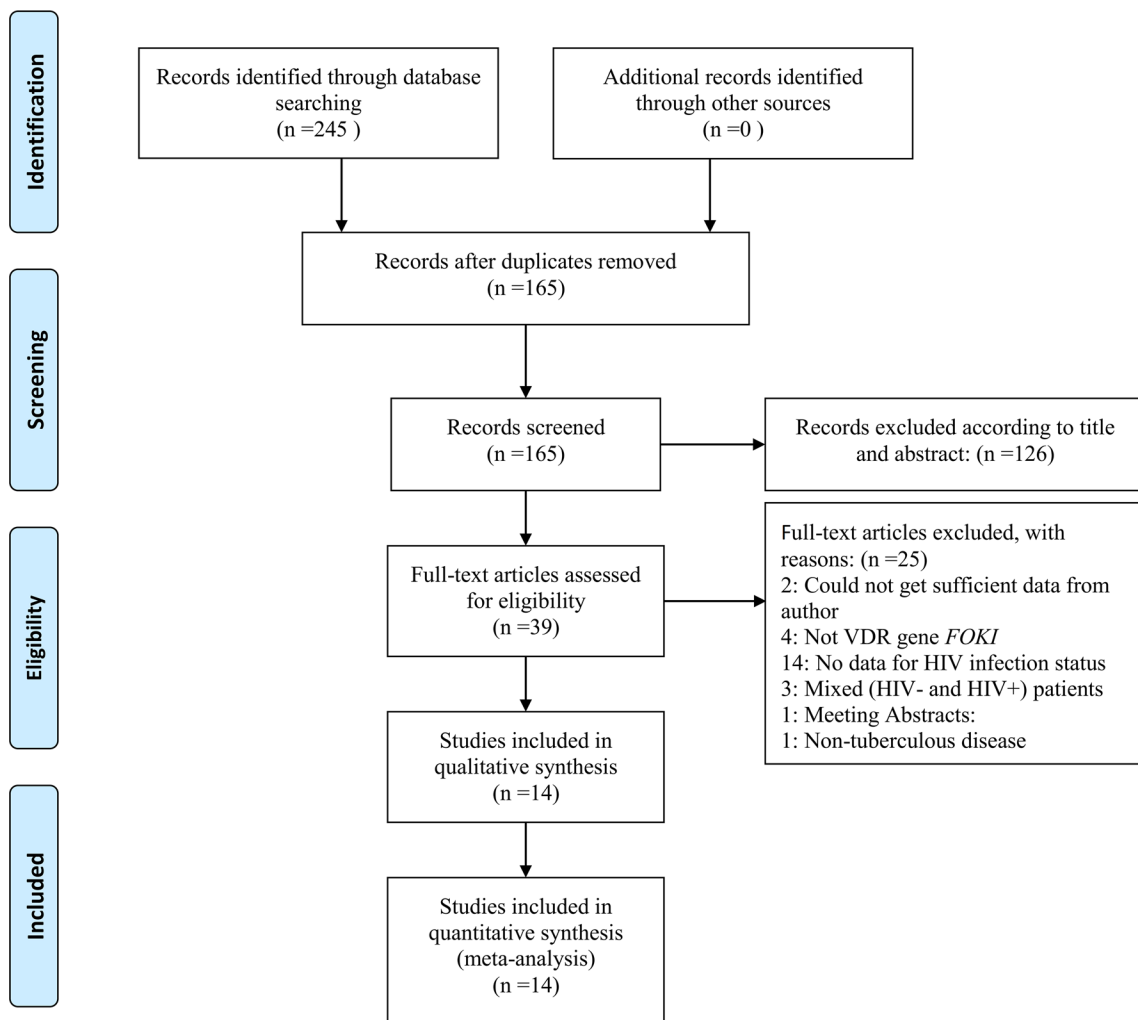 Identification
Records identified through database
searching
(n =245 )
Additional records identified
through other sources
(n =0 )
Records after duplicates removed
(n =165)
Screening
Records screened
(n =165)
Records excluded according to title
and abstract: (n =126)
Eligibility
Full-text articles assessed
for eligibility
(n =39)
Full-text articles excluded, with
reasons: (n =25)
2: Could not get sufficient data from
author
4: Not VDR gene FOKI
14: No data for HIV infection status
3: Mixed (HIV- and HIV+) patients
1: Meeting Abstracts:
1: Non-tuberculous disease
Studies included in
qualitative synthesis
(n =14)
Included
Studies included in
quantitative synthesis
(meta-analysis)
(n =14)